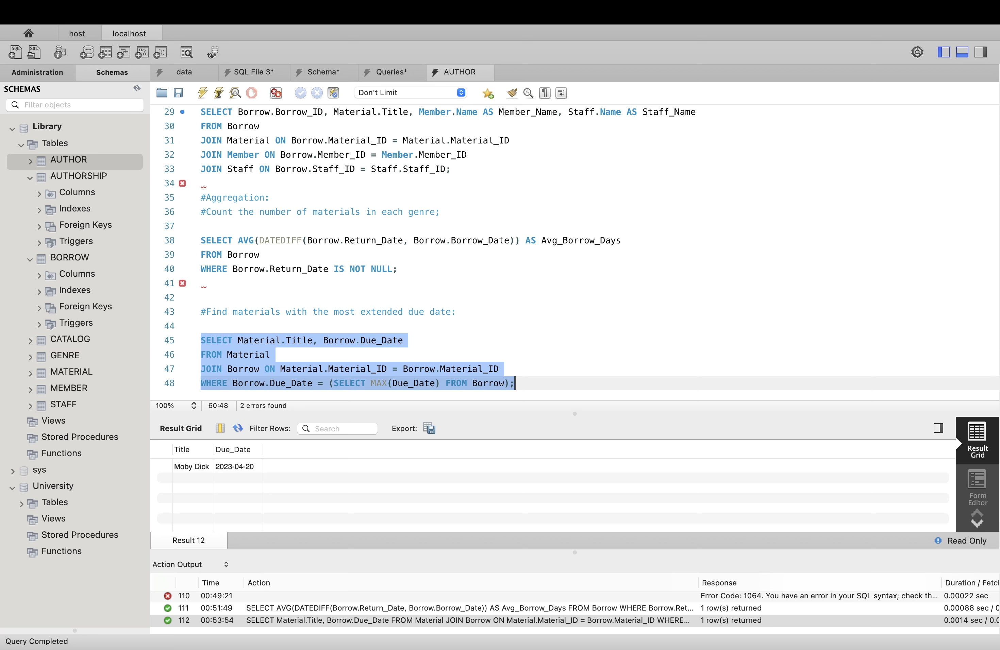 host localhost
SQL SQL
Administration Schemas data SQL File 3* Schema* Queries* AUTHOR
SCHEMAS
Filter objects
Don't Limit
Library
Tables
AUTHOR
AUTHORSHIP
Columns
Indexes
Foreign Keys
Triggers
BORROW
Columns
Indexes
Foreign Keys
Triggers
CATALOG
GENRE
MATERIAL
MEMBER
STAFF
Views
Stored Procedures
Functions
sys
University
Tables
Views
Stored Procedures
Functions
29 SELECT Borrow.Borrow_ID, Material.Title, Member.Name AS Member_Name, Staff.Name AS Staff_Name
30 FROM Borrow
31 JOIN Material ON Borrow.Material_ID = Material.Material_ID
32 JOIN Member ON Borrow.Member_ID = Member.Member_ID
33 JOIN Staff ON Borrow.Staff_ID = Staff.Staff_ID;
34
35 #Aggregation:
36 #Count the number of materials in each genre;
37
38 SELECT AVG(DATEDIFF(Borrow.Return_Date, Borrow.Borrow_Date)) AS Avg_Borrow_Days
39 FROM Borrow
40 WHERE Borrow.Return_Date IS NOT NULL;
41
42
43 #Find materials with the most extended due date:
44
45 SELECT Material.Title, Borrow.Due_Date
46 FROM Material
47 JOIN Borrow ON Material.Material_ID = Borrow.Material_ID
48 WHERE Borrow.Due_Date = (SELECT MAX(Due_Date) FROM Borrow);
100% 60:48 2 errors found
Result Grid Filter Rows: Search Export:
Title Due_Date
Moby Dick 2023-04-20
Result
Grid
Form
Editor
Result 12 Read Only
Action Output
Time Action Response Duration / Fetch
110 00:49:21 Error Code: 1064. You have an error in your SQL syntax; check th... 0.00022 sec
111 00:51:49 SELECT AVG(DATEDIFF(Borrow.Return_Date, Borrow.Borrow_Date)) AS Avg_Borrow_Days FROM Borrow WHERE Borrow.Ret... 1 row(s) returned 0.00088 sec / 0
112 00:53:54 SELECT Material.Title, Borrow.Due_Date FROM Material JOIN Borrow ON Material.Material_ID = Borrow.Material_ID WHERE... 1 row(s) returned 0.0014 sec / 0.0
Query Completed